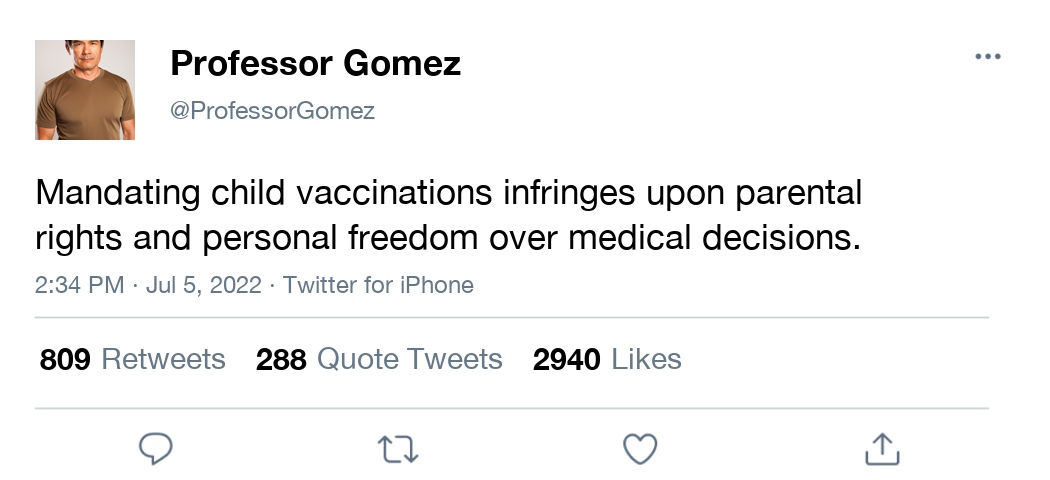 Professor Gomez
@ProfessorGomez
Mandating child vaccinations infringes upon parental
rights and personal freedom over medical decisions.
2:34 PM · Jul 5, 2022 · Twitter for iPhone
809 Retweets 288 Quote Tweets 2940 Likes